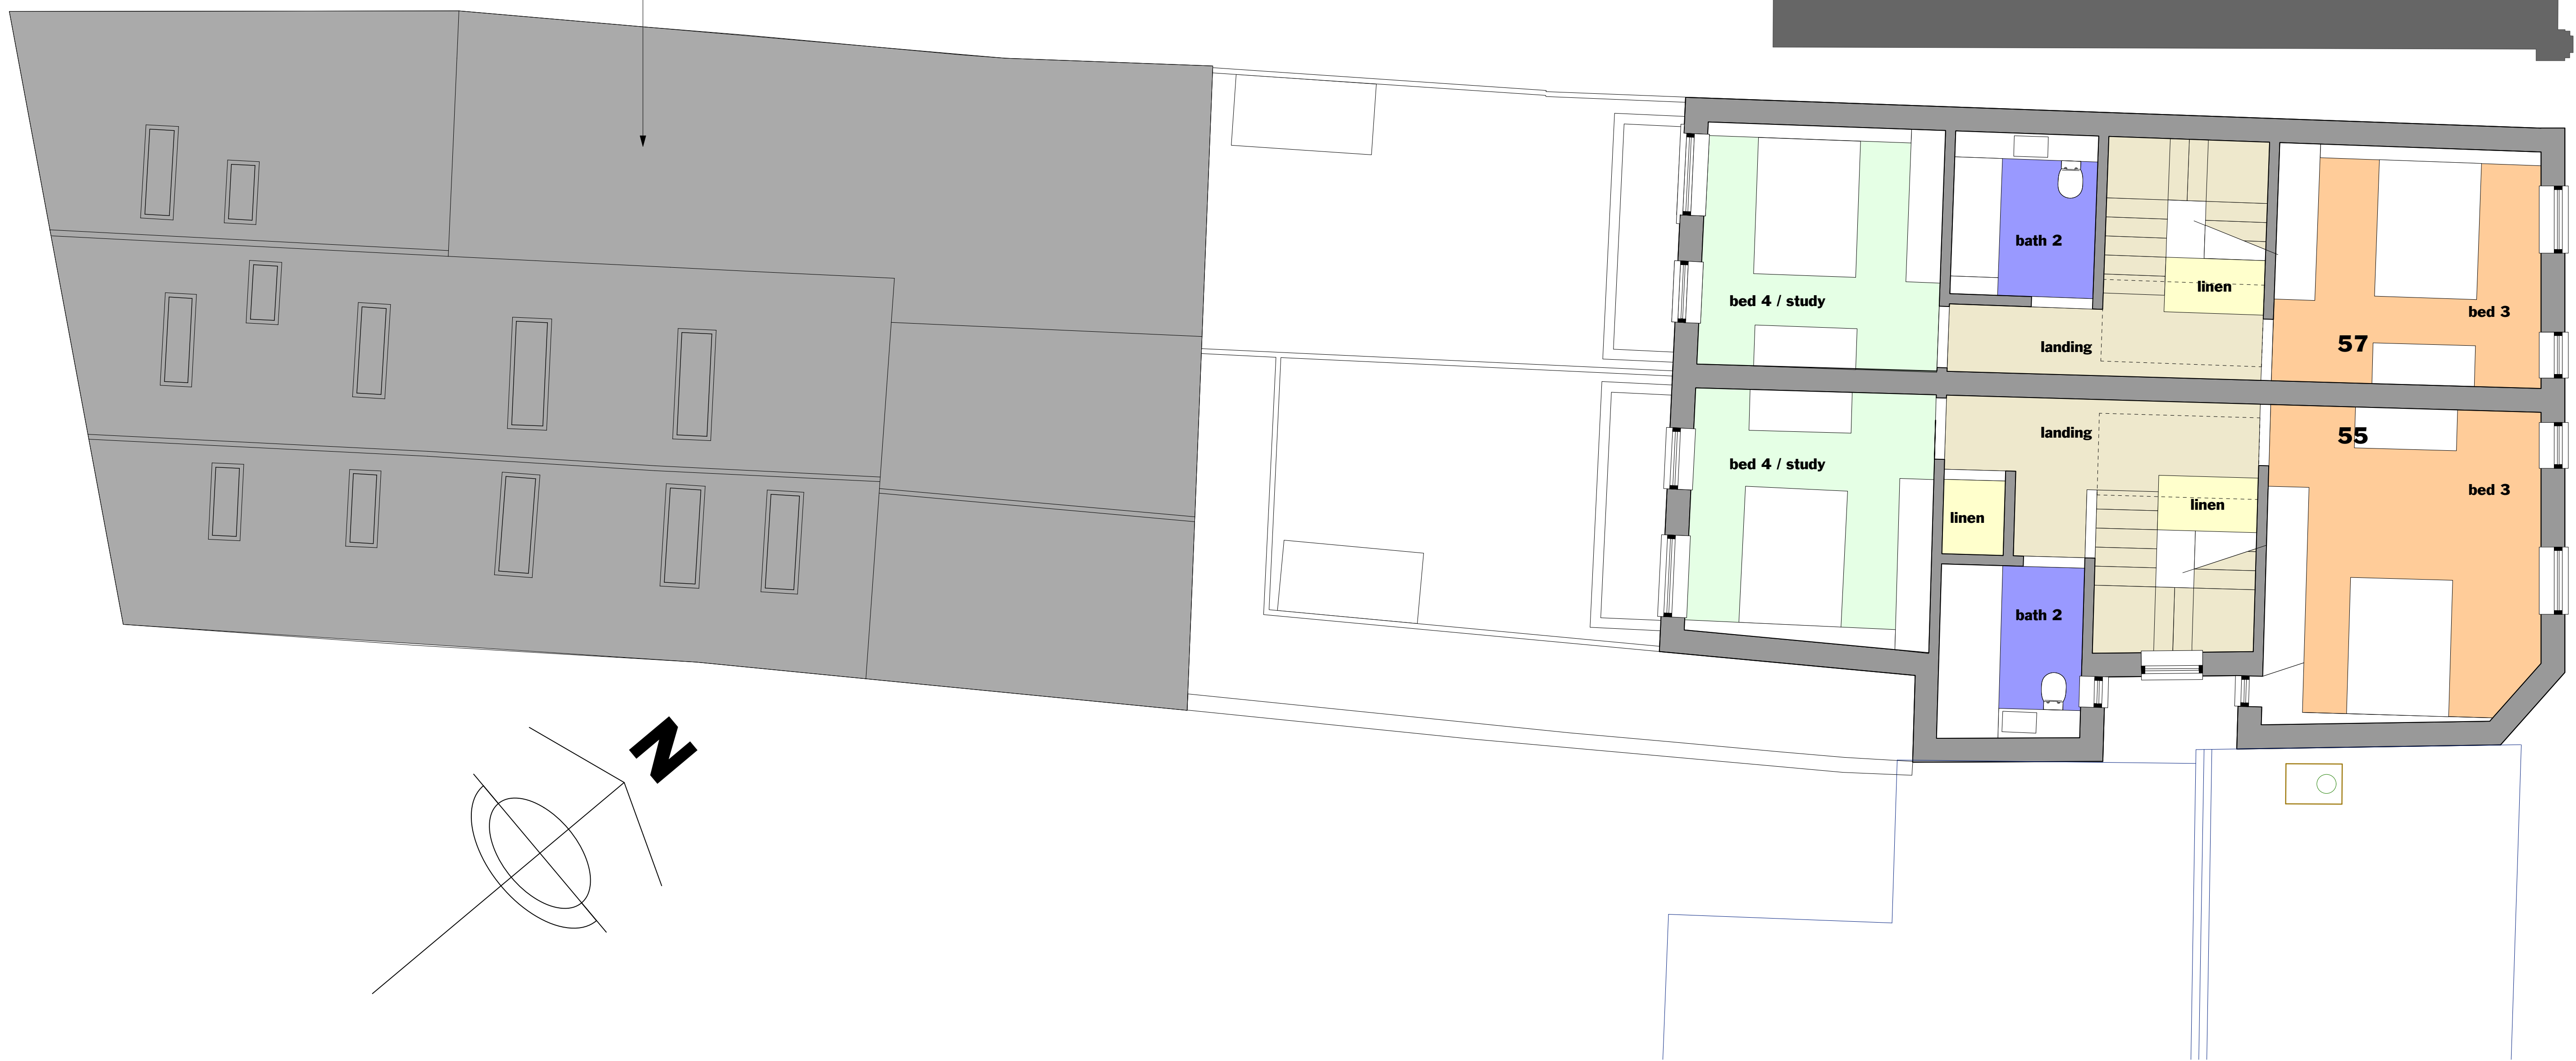 bath 2
linen
bed 4 / study
bed 3
57
landing
landing
55
bed 4 / study
bed 3
linen
linen
bath 2
N